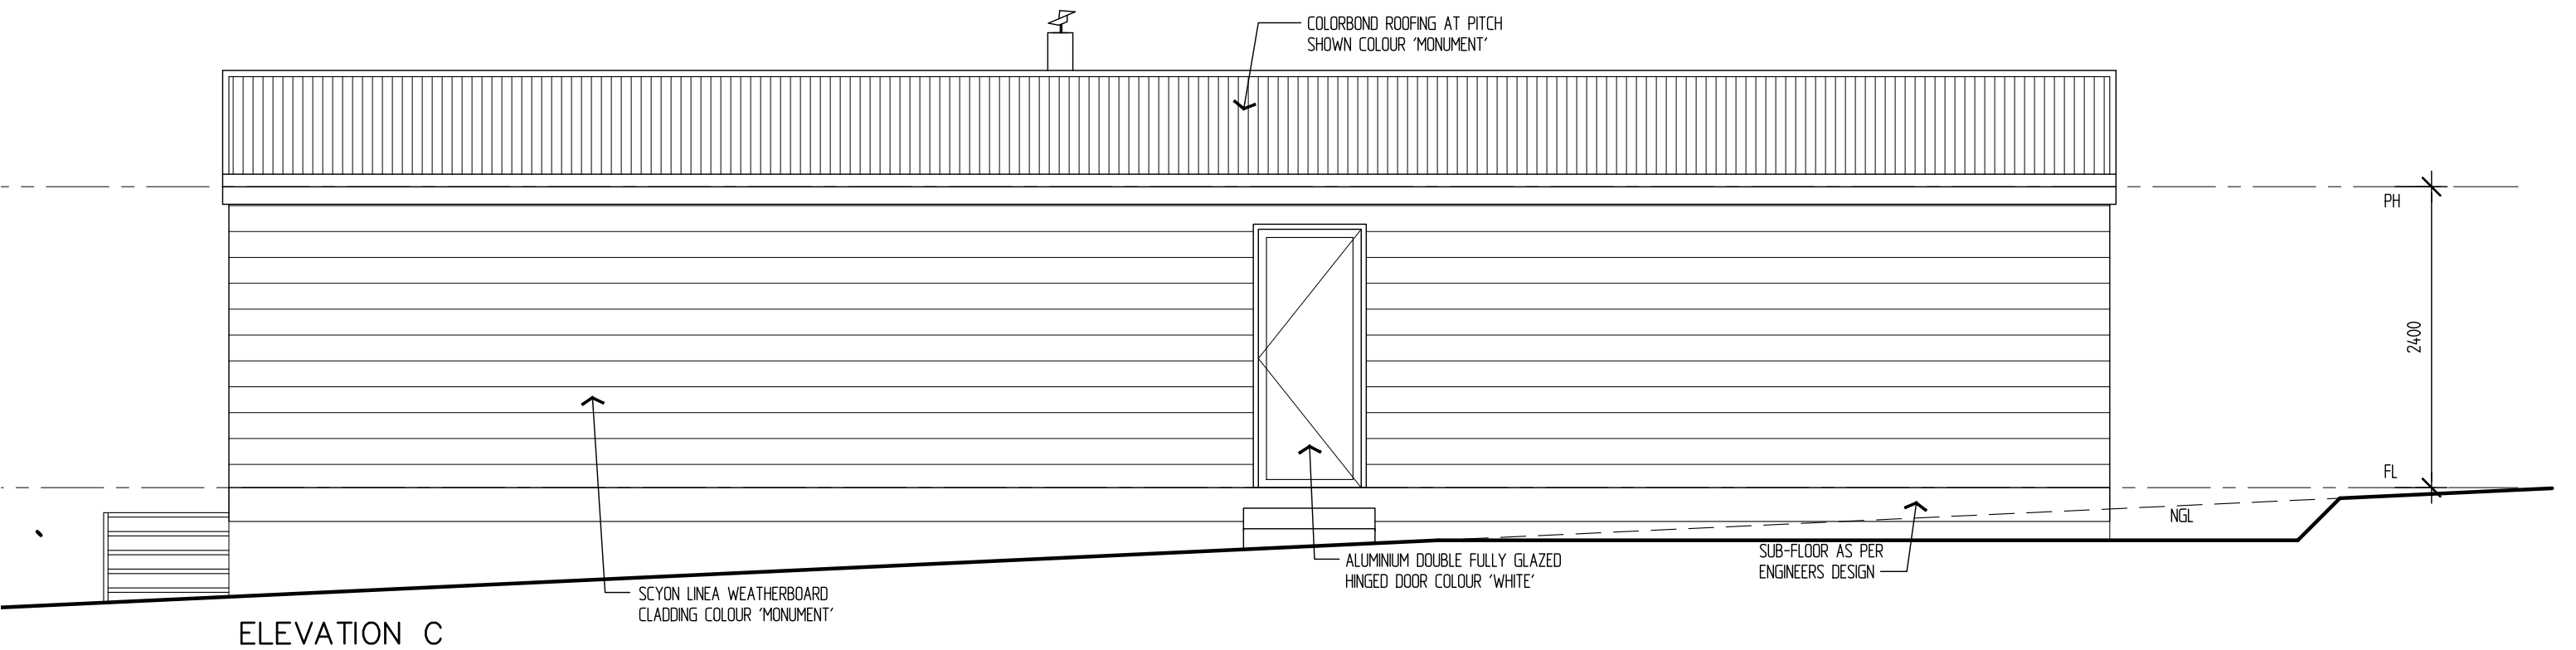 COLORBOND ROOFING AT PITCH
SHOWN COLOUR 'MONUMENT'
PH
2400
FL
NGL
SUB-FLOOR AS PER
ENGINEERS DESIGN
ALUMINIUM DOUBLE FULLY GLAZED
HINGED DOOR COLOUR 'WHITE'
SCYON LINEA WEATHERBOARD
CLADDING COLOUR 'MONUMENT'
ELEVATION C